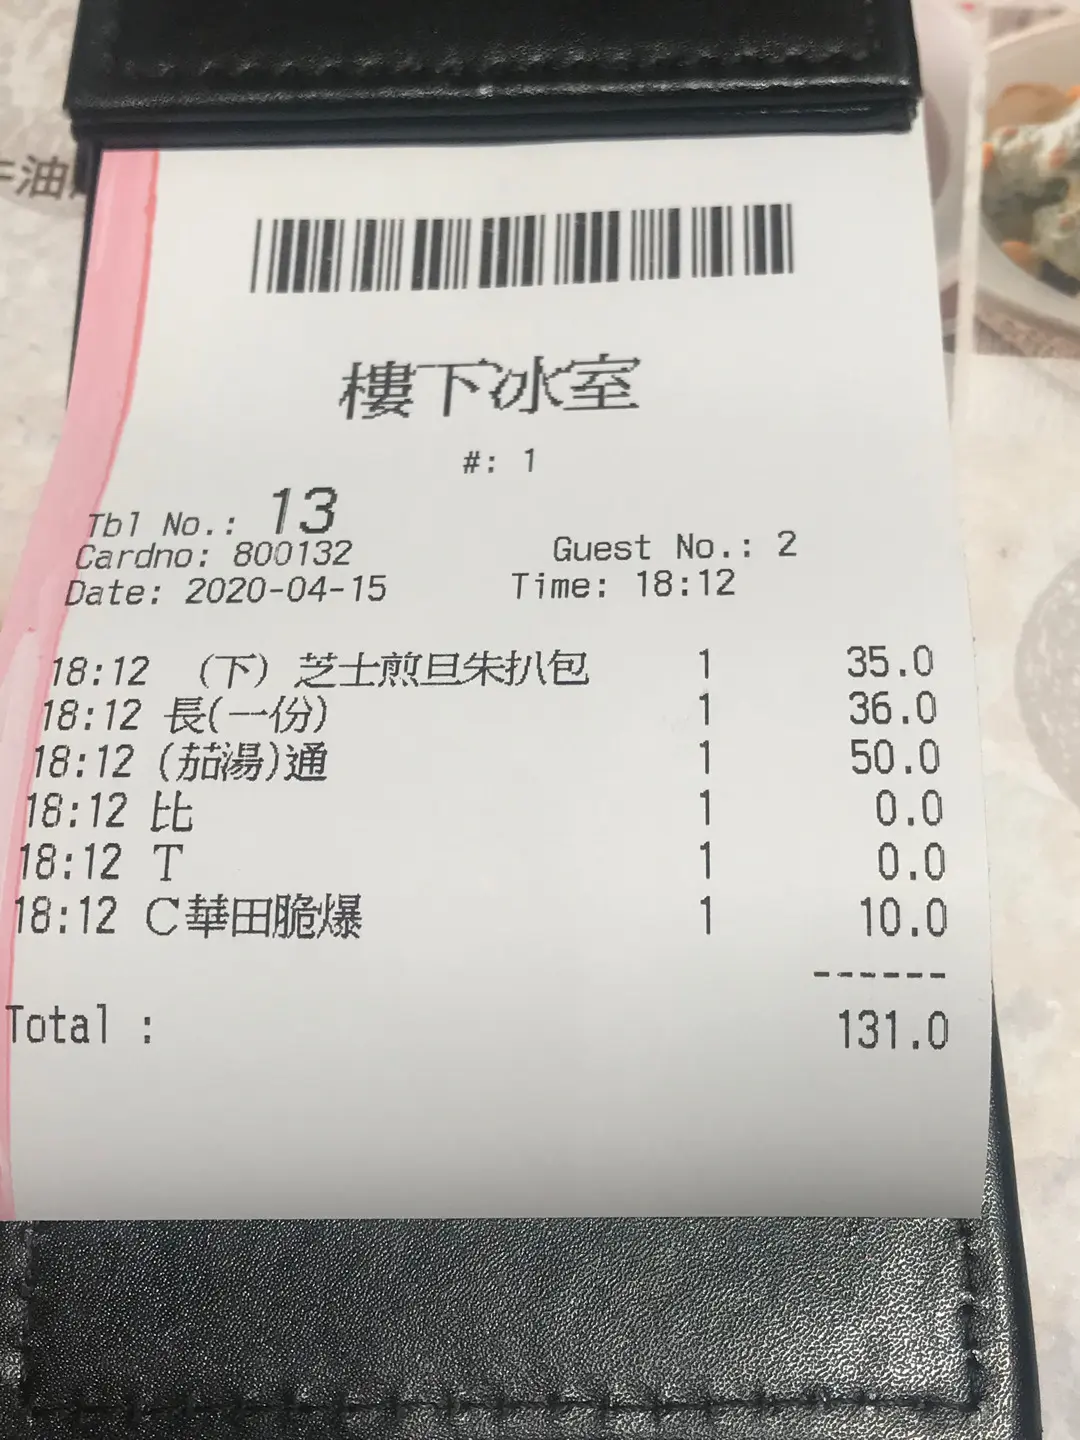 牛油
樓下冰室
#: 1
Tbl No.: 13
Cardno: 800132 Guest No.: 2
Date: 2020-04-15 Time: 18:12
18:12 (下) 芝士煎旦朱扒包 1 35.0
18:12 長(一份) 1 36.0
18:12 (茄湯)通 1 50.0
18:12 比 1 0.0
18:12 T 1 0.0
18:12 C華田脆爆 1 10.0
------
Total : 131.0